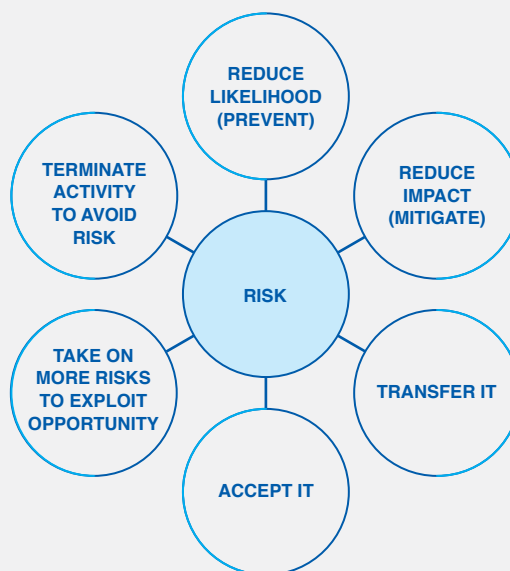 REDUCE
LIKELIHOOD
(PREVENT)
TERMINATE
ACTIVITY
TO AVOID
RISK
REDUCE
IMPACT
(MITIGATE)
RISK
TAKE ON
MORE RISKS
TO EXPLOIT
OPPORTUNITY
TRANSFER IT
ACCEPT IT